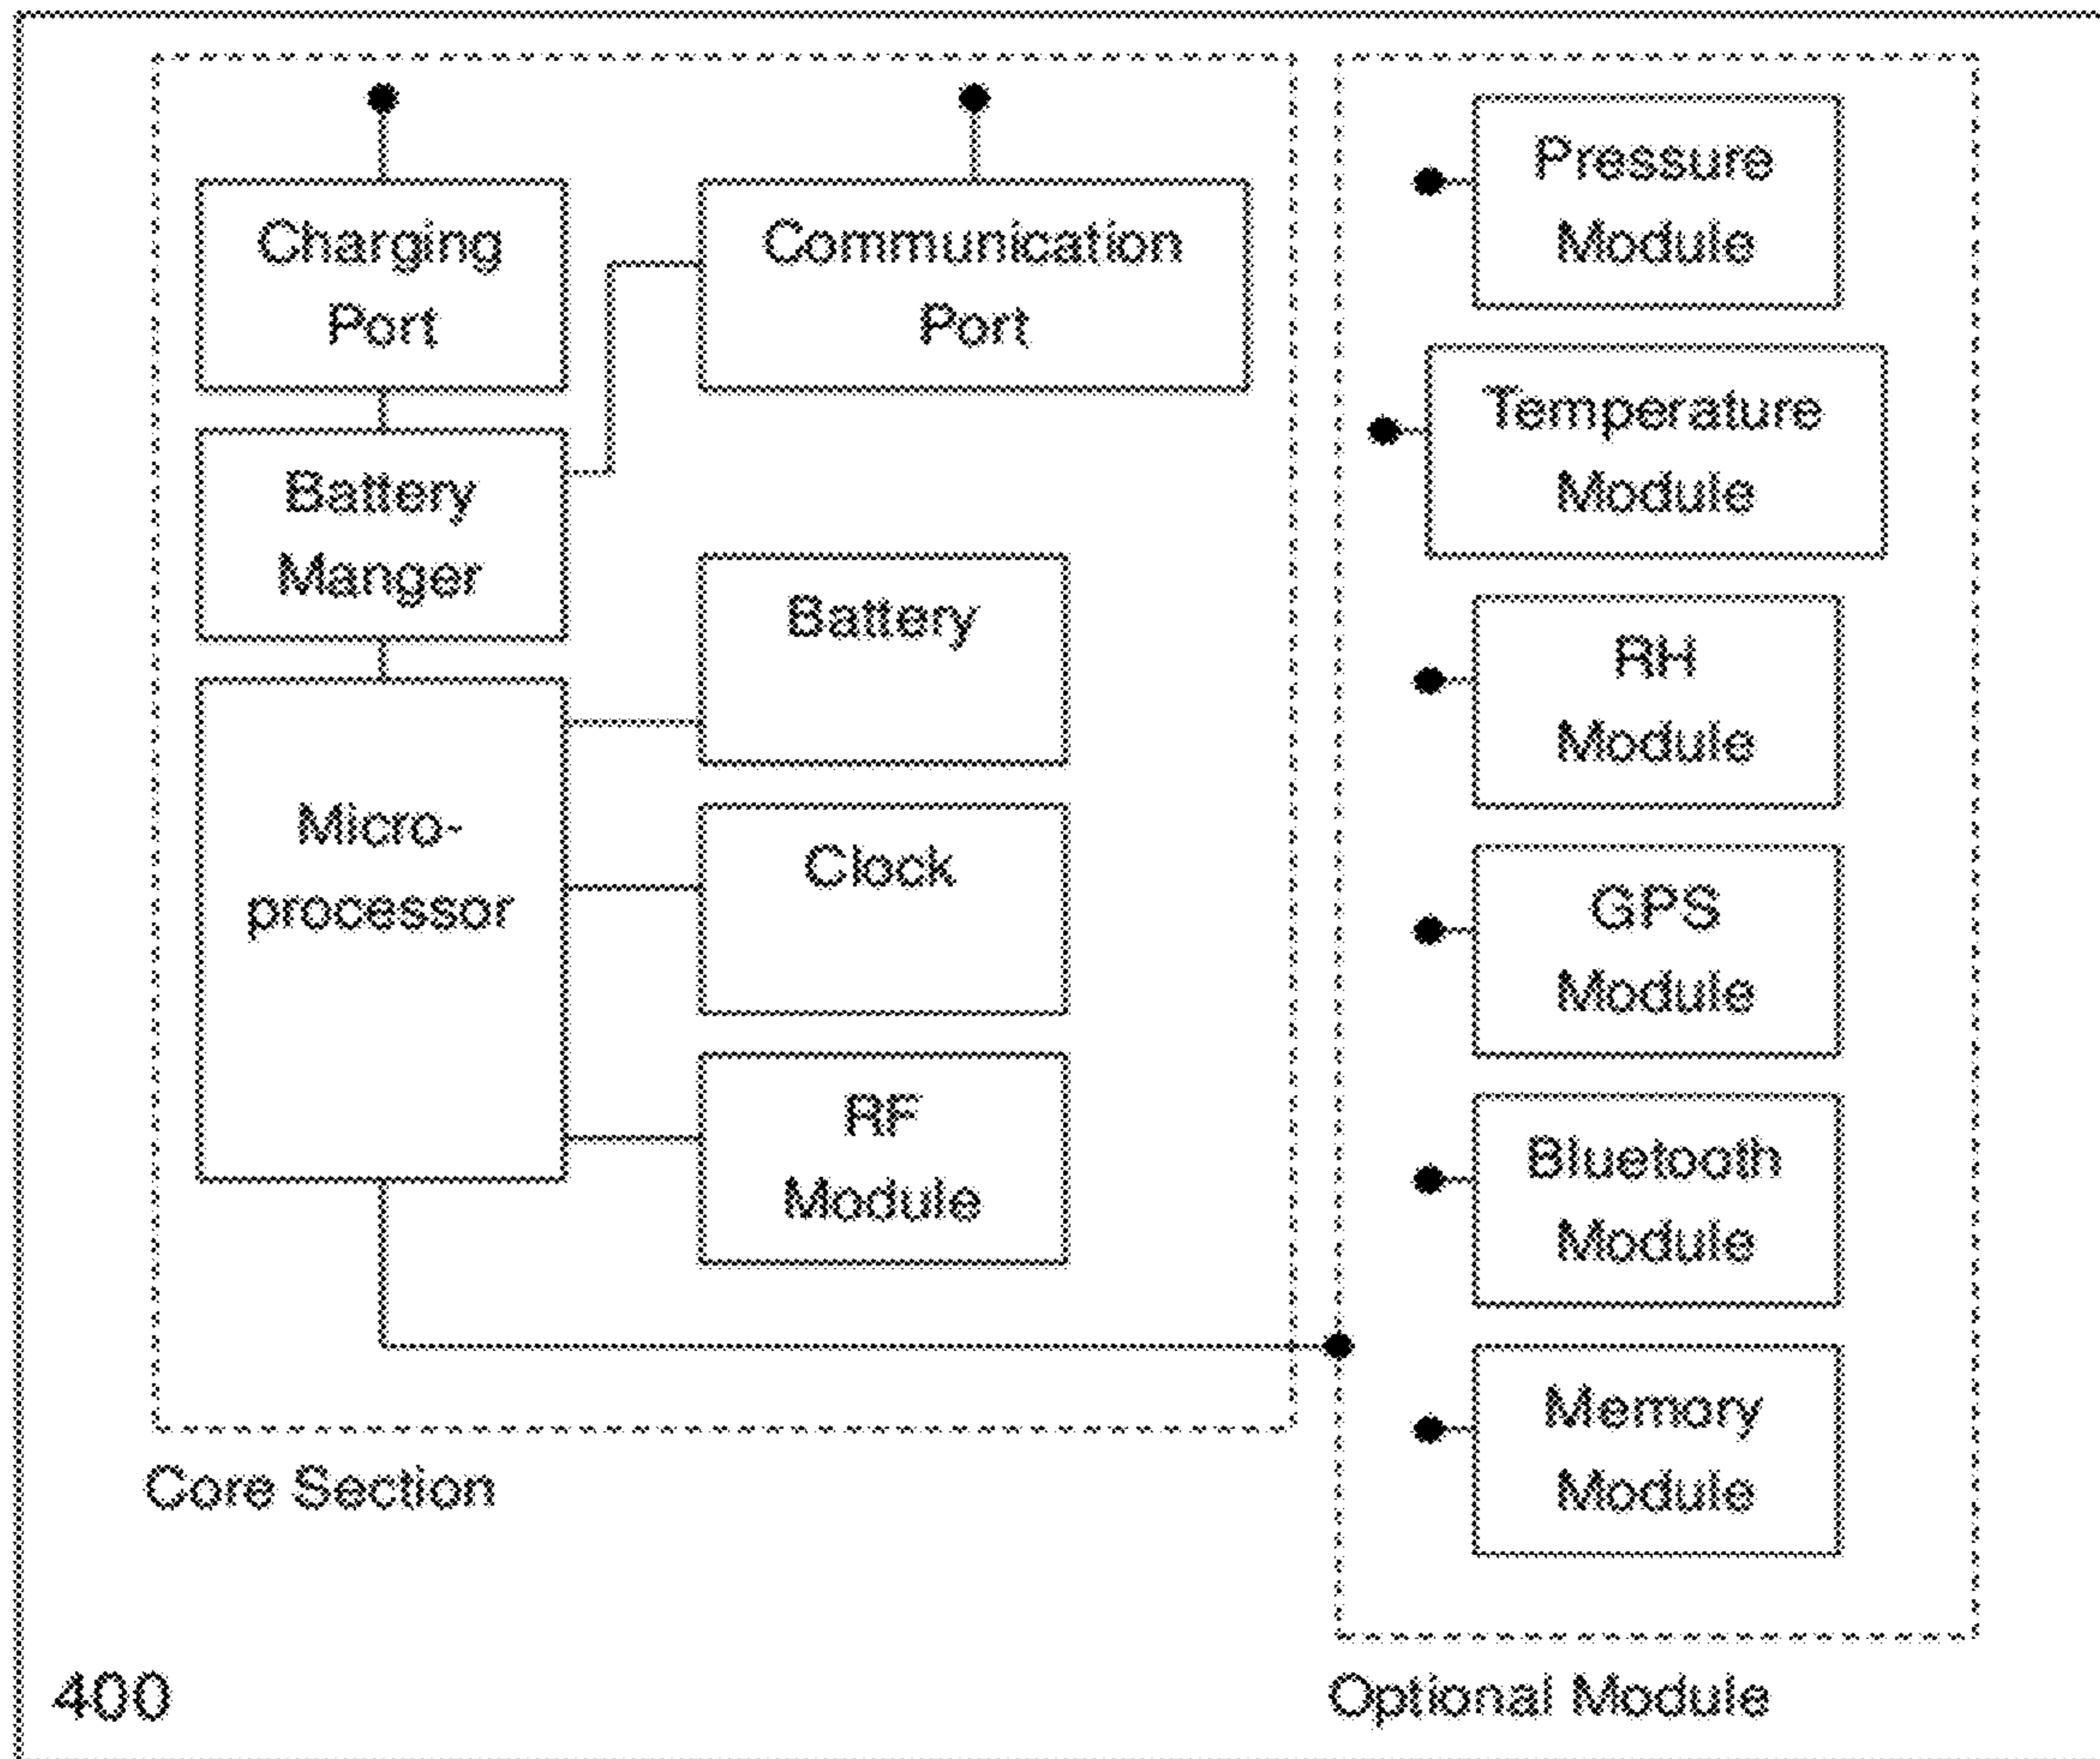 Charging
Port
Communication
Port
Battery
Manger
Battery
Micro-
processor
Clock
RF
Module
Core Section
Pressure
Module
Temperature
Module
RH
Module
GPS
Module
Bluetooth
Module
Memory
Module
Optional Module
400